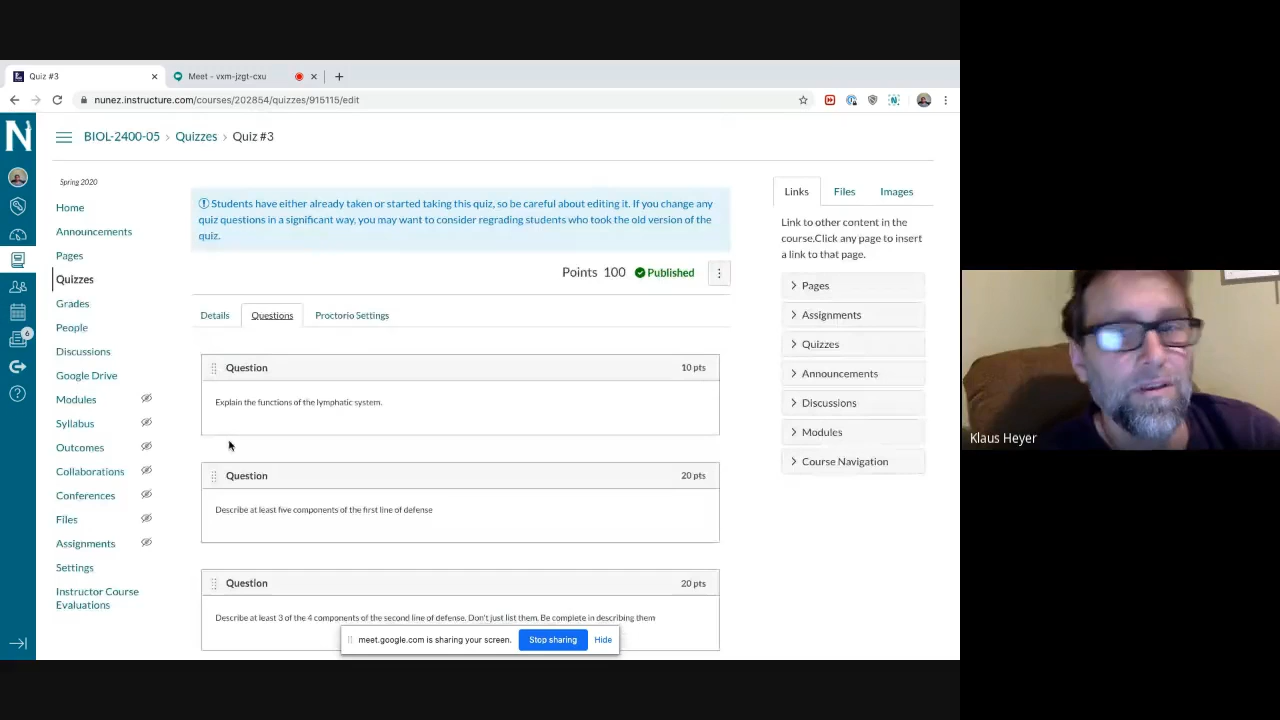 Quiz #3
Meet - vxm-jzgt-cxu
nunez.instructure.com/courses/202854/quizzes/915115/edit
BIOL-2400-05 › Quizzes › Quiz #3
Spring 2020
Home
Announcements
Pages
Quizzes
Grades
People
Discussions
Google Drive
Modules
Syllabus
Outcomes
Collaborations
Conferences
Files
Assignments
Settings
Instructor Course
Evaluations
6
N
Students have either already taken or started taking this quiz, so be careful about editing it. If you change any
quiz questions in a significant way, you may want to consider regrading students who took the old version of the
quiz.
Points 100 Published
Details Questions Proctorio Settings
Question 10 pts
Explain the functions of the lymphatic system.
Question 20 pts
Describe at least five components of the first line of defense
Question 20 pts
Describe at least 3 of the 4 components of the second line of defense. Don't just list them. Be complete in describing them
meet.google.com is sharing your screen. Stop sharing Hide
Links Files Images
Link to other content in the
course.Click any page to insert
a link to that page.
Pages
Assignments
Quizzes
Announcements
Discussions
Modules
Course Navigation
Klaus Heyer